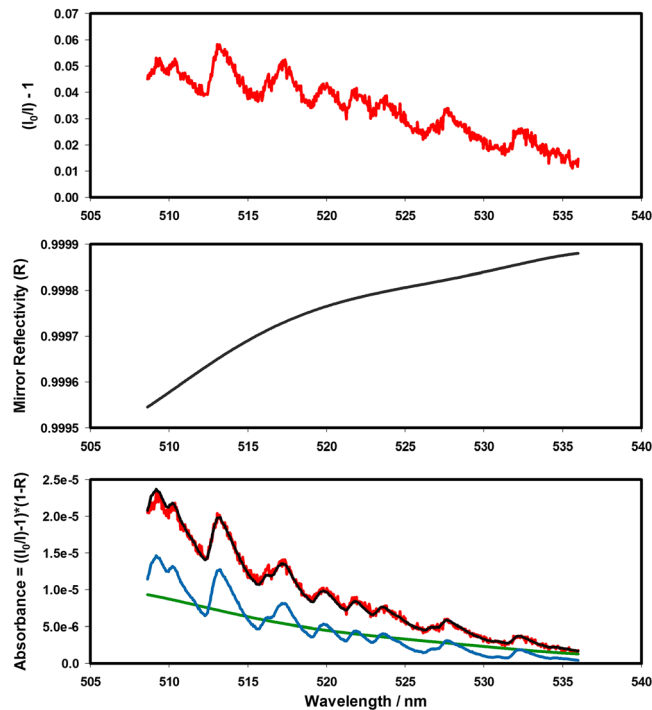 (I0/I) - 1
0.07
0.06
0.05
0.04
0.03
0.02
0.01
0.00
505 510 515 520 525 530 535 540
Mirror Reflectivity (R)
0.9999
0.9998
0.9997
0.9996
0.9995
505 510 515 520 525 530 535 540
Absorbance = ((I0/I)-1)*(1-R)
2.5e-5
2.0e-5
1.5e-5
1.0e-5
5.0e-6
0.0
505 510 515 520 525 530 535 540
Wavelength / nm